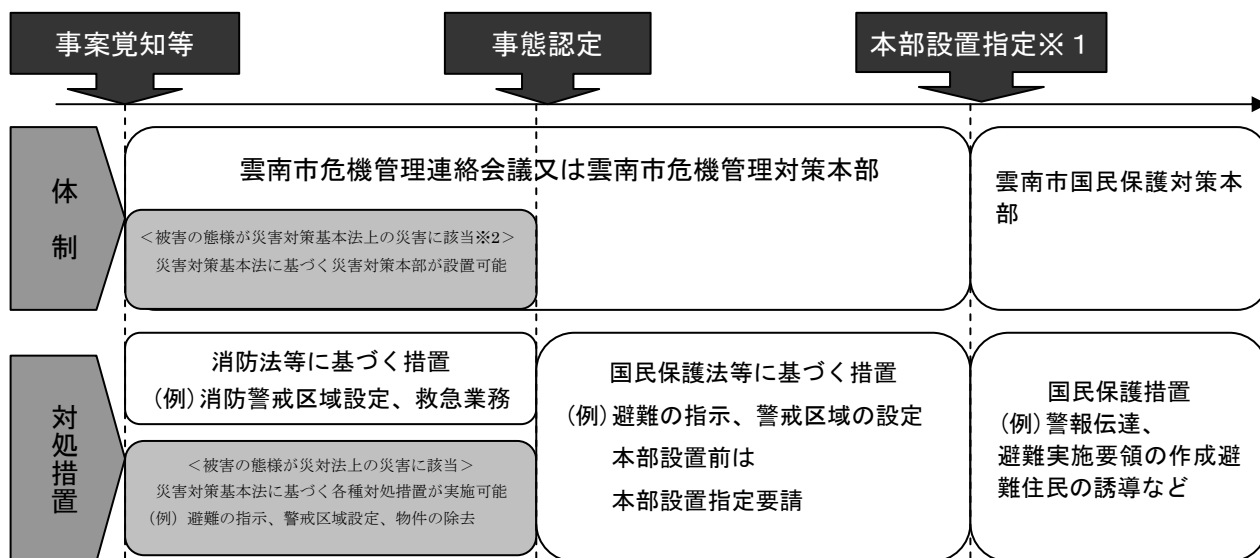 事案覚知等
事態認定
本部設置指定※１
体
制
雲南市危機管理連絡会議又は雲南市危機管理対策本部
＜被害の態様が災害対策基本法上の災害に該当※2＞
災害対策基本法に基づく災害対策本部が設置可能
雲南市国民保護対策本
部
対処措置
消防法等に基づく措置
(例)消防警戒区域設定、救急業務
＜被害の態様が災対法上の災害に該当＞
災害対策基本法に基づく各種対処措置が実施可能
(例）避難の指示、警戒区域設定、物件の除去
国民保護法等に基づく措置
(例)避難の指示、警戒区域の設定
本部設置前は
本部設置指定要請
国民保護措置
(例)警報伝達、
避難実施要領の作成避
難住民の誘導など